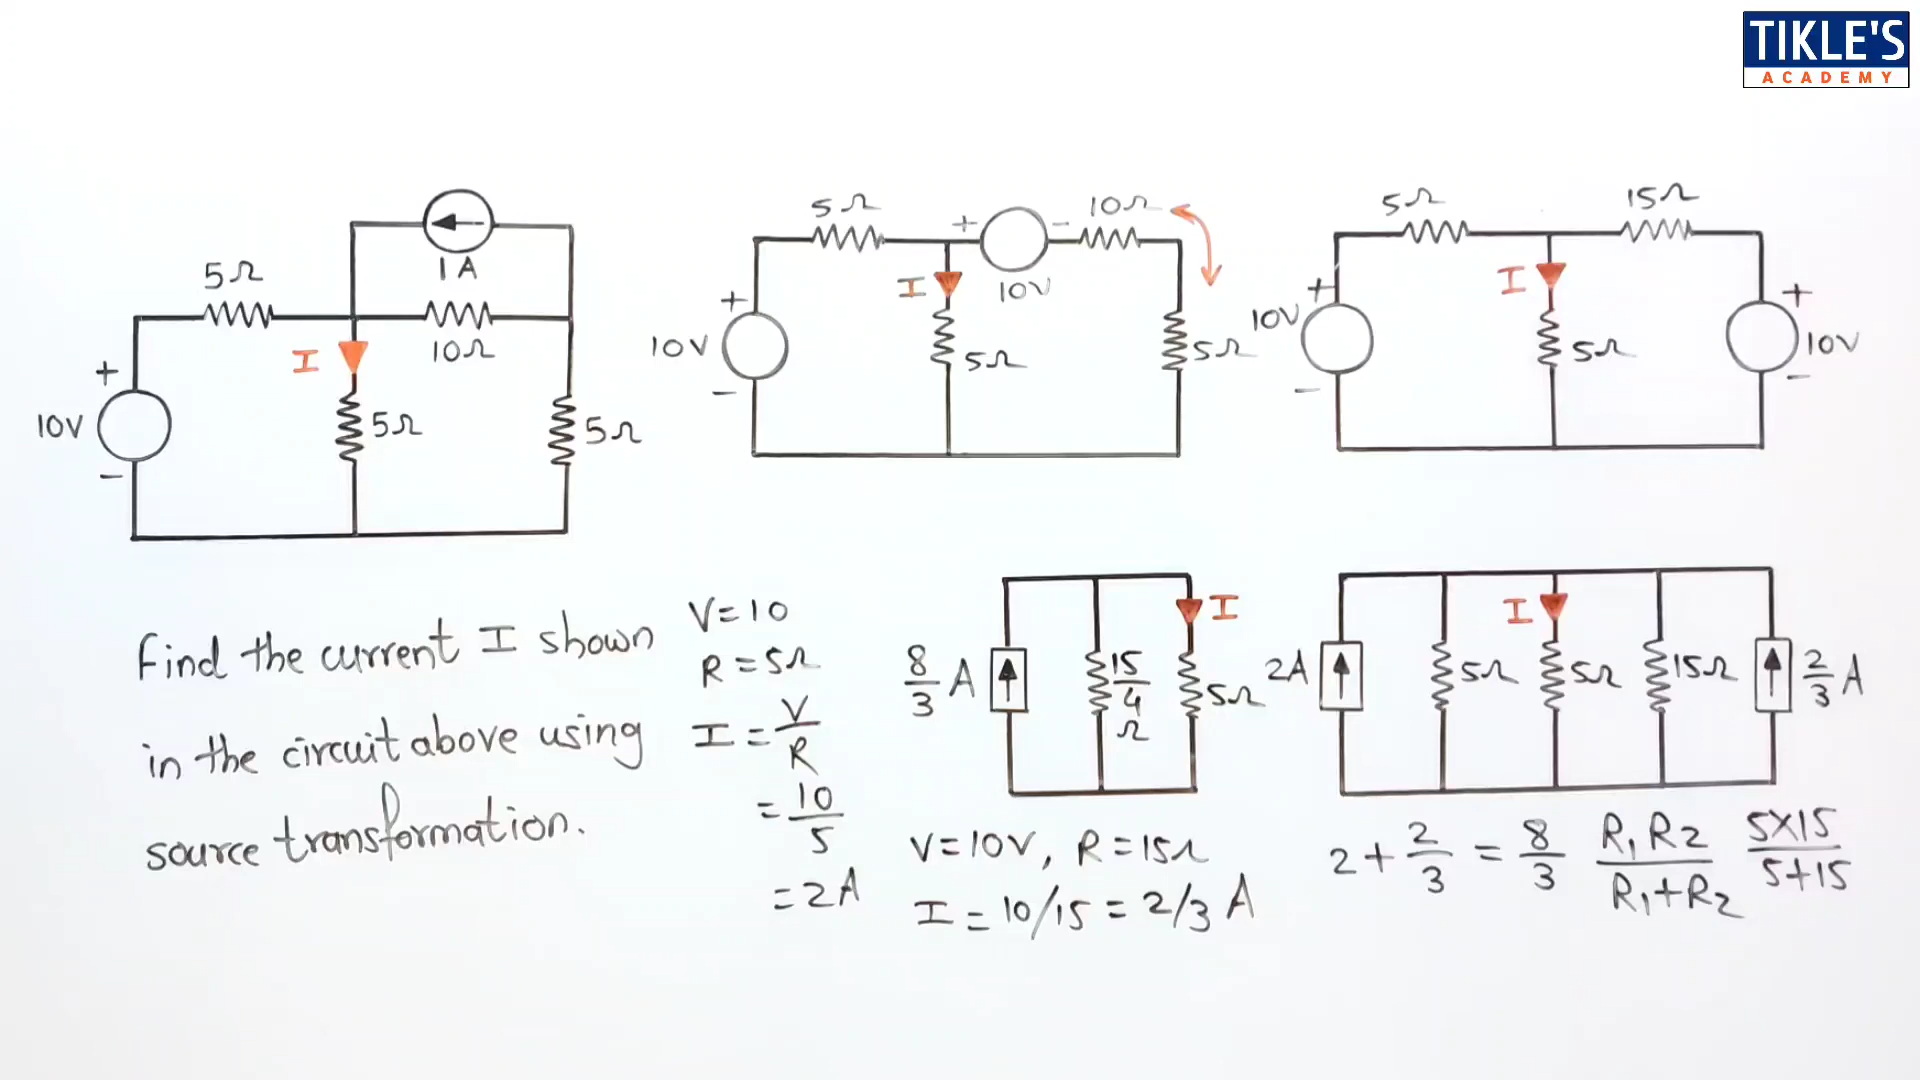 TIKLE'S
ACADEMY
1 A
5Ω
10Ω
I
+
10V
-
5Ω
5Ω
5Ω
+
-
10Ω
I
10V
+
10V
-
5Ω
5Ω
5Ω
15Ω
I
+
10V
-
5Ω
+
10V
-
Find the current I shown
in the circuit above using
source transformation.
V=10
R=5Ω
I=V/R
=10/5
=2A
I
8/3 A
15/4 Ω
5Ω
V=10V, R=15Ω
I=10/15=2/3 A
I
2A
5Ω
5Ω
15Ω
2/3 A
2+2/3=8/3 R1R2/R1+R2 5×15/5+15